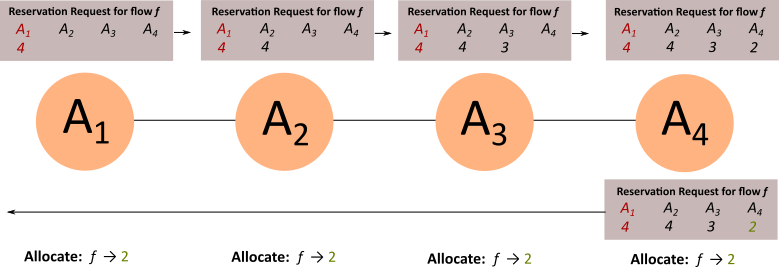 Reservation Request for flow f
A1 A2 A3 A4
4
Reservation Request for flow f
A1 A2 A3 A4
4 4
Reservation Request for flow f
A1 A2 A3 A4
4 4 3
Reservation Request for flow f
A1 A2 A3 A4
4 4 3 2
A1
A2
A3
A4
Reservation Request for flow f
A1 A2 A3 A4
4 4 3 2
Allocate: f → 2
Allocate: f → 2
Allocate: f → 2
Allocate: f → 2